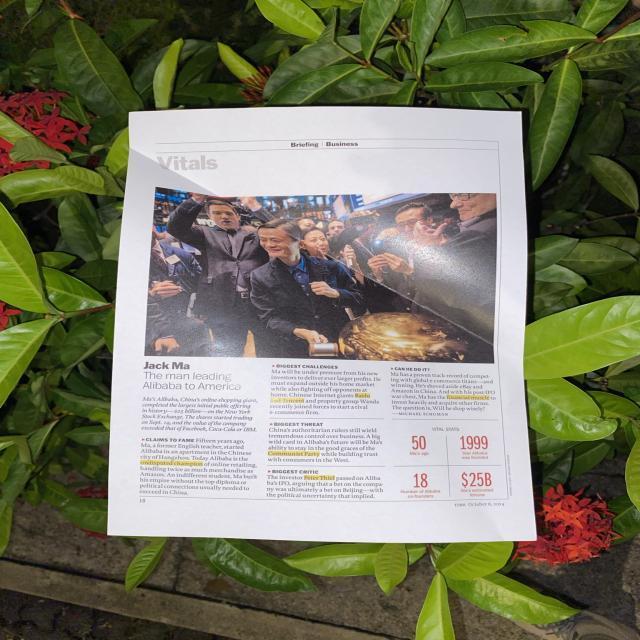 Briefing | Business
Vitals
Jack Ma
The man leading
Alibaba to America
Ma's Alibaba, China's online shopping giant,
completed the largest public offering
in history—$25 billion—on the New York
Stock Exchange. The shares started trading
on Sept. 19, and the value of the company
exceeded that of Facebook, Coca-Cola or IBM.
▸ CLAIMS TO FAME Fifteen years ago,
Ma, a former English teacher, started
Alibaba in an apartment in the Chinese
city of Hangzhou. Today Alibaba is the
undisputed champion of online retailing,
handling twice as much merchandise as
Amazon. An indifferent student, Ma built
his empire without the top diploma or
political connections usually needed to
succeed in China.
18
▸ BIGGEST CHALLENGES
Ma will be under pressure from his new
investors to deliver ever larger profits. He
must expand outside his home market
while also fighting off opponents at
home. Chinese Internet giants Baidu
and Tencent and property group Wanda
recently joined forces to start a rival
e-commerce firm.
▸ BIGGEST THREAT
China's authoritarian rulers still wield
tremendous control over business. A big
wild card in Alibaba's future will be Ma's
ability to stay in the good graces of the
Communist Party while building trust
with consumers in the West.
▸ BIGGEST CRITIC
The investor Peter Thiel passed on Aliba-
ba's IPO, arguing that a bet on the compa-
ny was ultimately a bet on Beijing—with
the political uncertainty that implied.
▸ CAN HE DO IT?
Ma has a proven track record of compet-
ing with global e-commerce titans—and
winning. He's shoved aside eBay and
Amazon in China. Even with
war chest, Ma has the financial muscle to
invest heavily and acquire other firms.
The question is, Will he shop wisely?
VITAL STATS
50
Ma's age
1999
Year Alibaba
was founded
18
Number of Alibaba
co-founders
$25B
Ma's estimated
fortune
TIME October 6, 2014